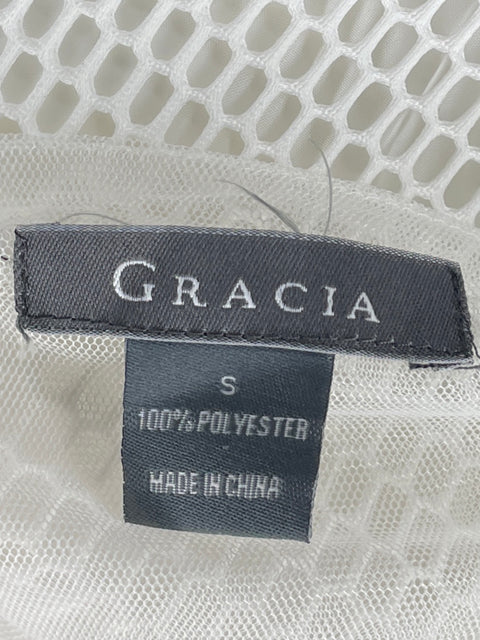 GRACIA
S
100% POLYESTER
MADE IN CHINA